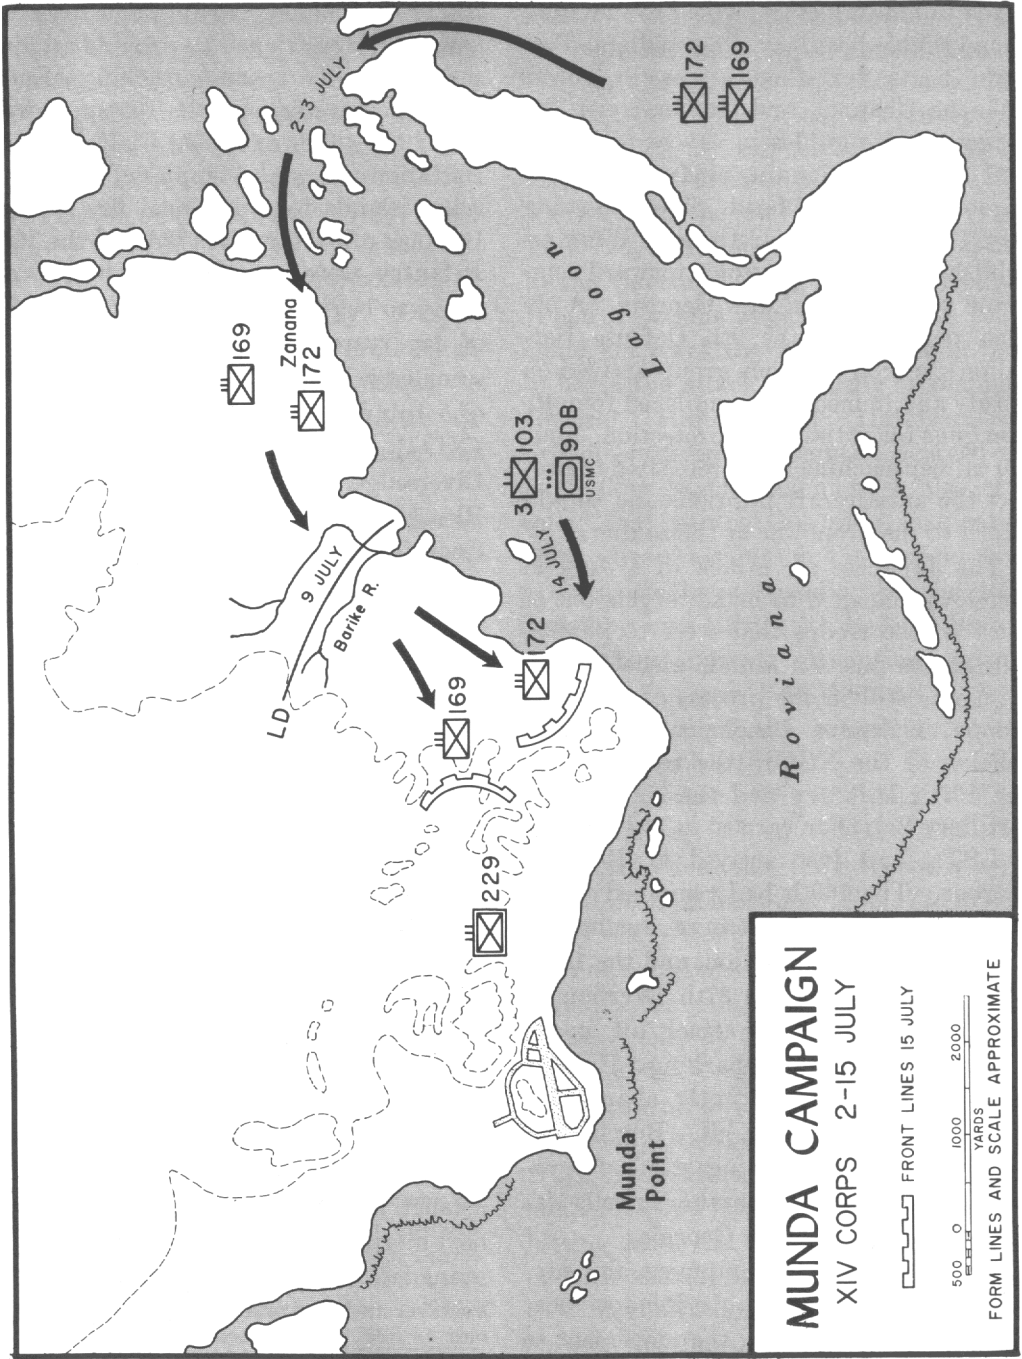 MUNDA CAMPAIGN
XIV CORPS 2-15 JULY
FRONT LINES 15 JULY
500 0 1000 2000
YARDS
FORM LINES AND SCALE APPROXIMATE
172
169
2-3 JULY
169
Zanana
172
Lagoon
3 103
9DB
USMC
14 JULY
9 JULY
Barike R.
LD
172
169
Roviana
229
Munda
Point